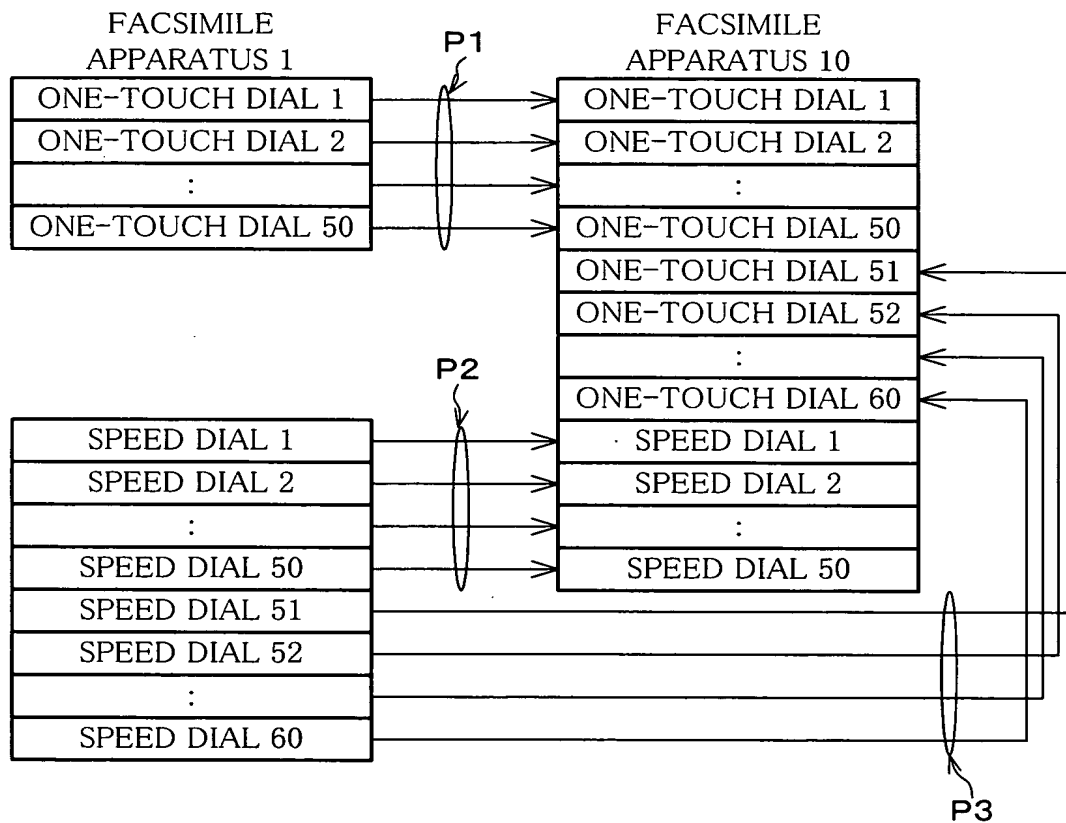 FACSIMILE
APPARATUS 1
ONE-TOUCH DIAL 1
ONE-TOUCH DIAL 2
:
ONE-TOUCH DIAL 50
P1
FACSIMILE
APPARATUS 10
ONE-TOUCH DIAL 1
ONE-TOUCH DIAL 2
:
ONE-TOUCH DIAL 50
ONE-TOUCH DIAL 51
ONE-TOUCH DIAL 52
:
ONE-TOUCH DIAL 60
SPEED DIAL 1
SPEED DIAL 2
:
SPEED DIAL 50
P2
SPEED DIAL 1
SPEED DIAL 2
:
SPEED DIAL 50
SPEED DIAL 51
SPEED DIAL 52
:
SPEED DIAL 60
P3